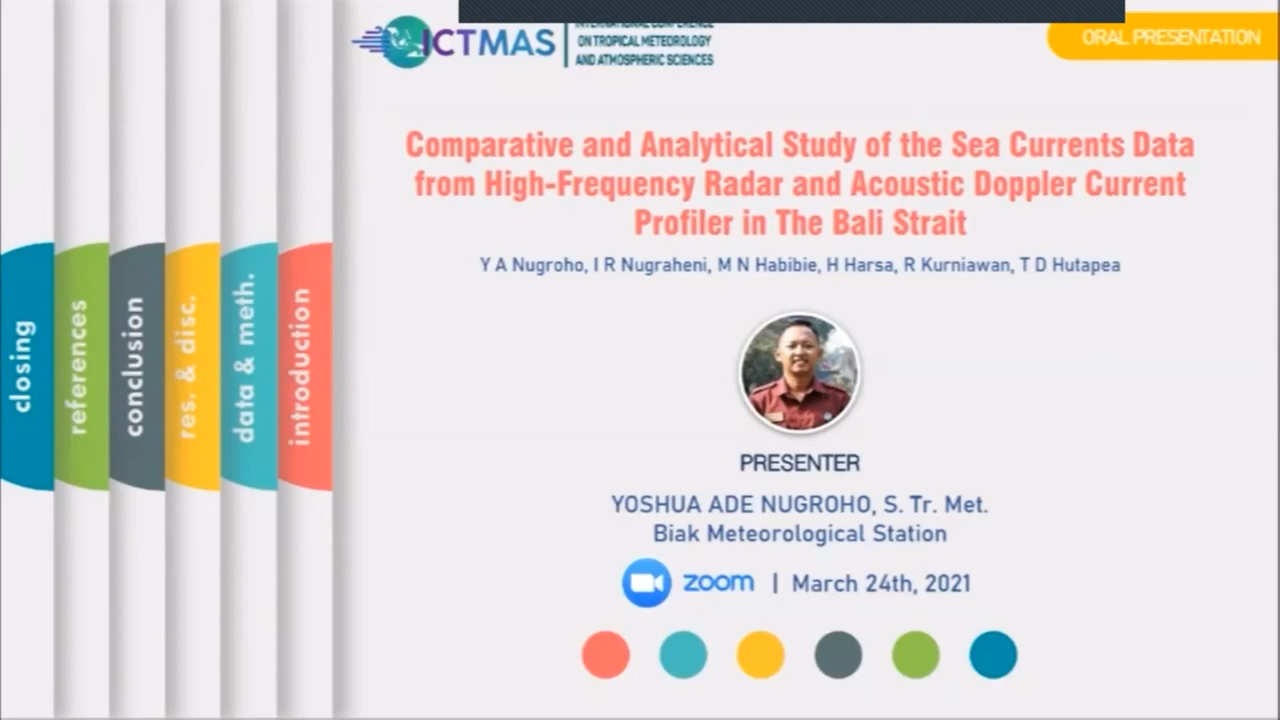 ICTMAS
INTERNATIONAL CONFERENCE
ON TROPICAL METEOROLOGY
AND ATMOSPHERIC SCIENCES
ORAL PRESENTATION
Comparative and Analytical Study of the Sea Currents Data
from High-Frequency Radar and Acoustic Doppler Current
Profiler in The Bali Strait
Y A Nugroho, I R Nugraheni, M N Habibie, H Harsa, R Kurniawan, T D Hutapea
PRESENTER
YOSHUA ADE NUGROHO, S. Tr. Met.
Biak Meteorological Station
zoom | March 24th, 2021
closing
references
conclusion
res. & disc.
data & meth.
introduction